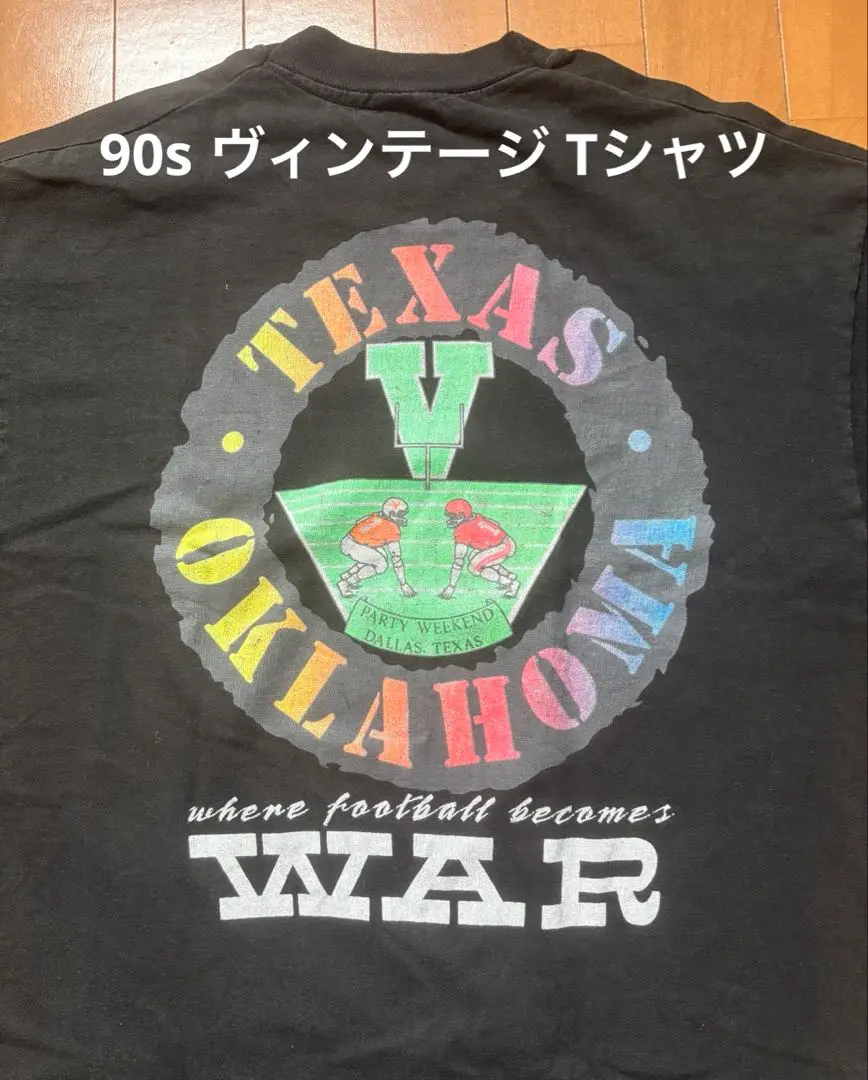 90s ヴィンテージ Tシャツ
TEXAS
V
OKLAHOMA
PARTY WEEKEND
DALLAS, TEXAS
where football becomes
WAR